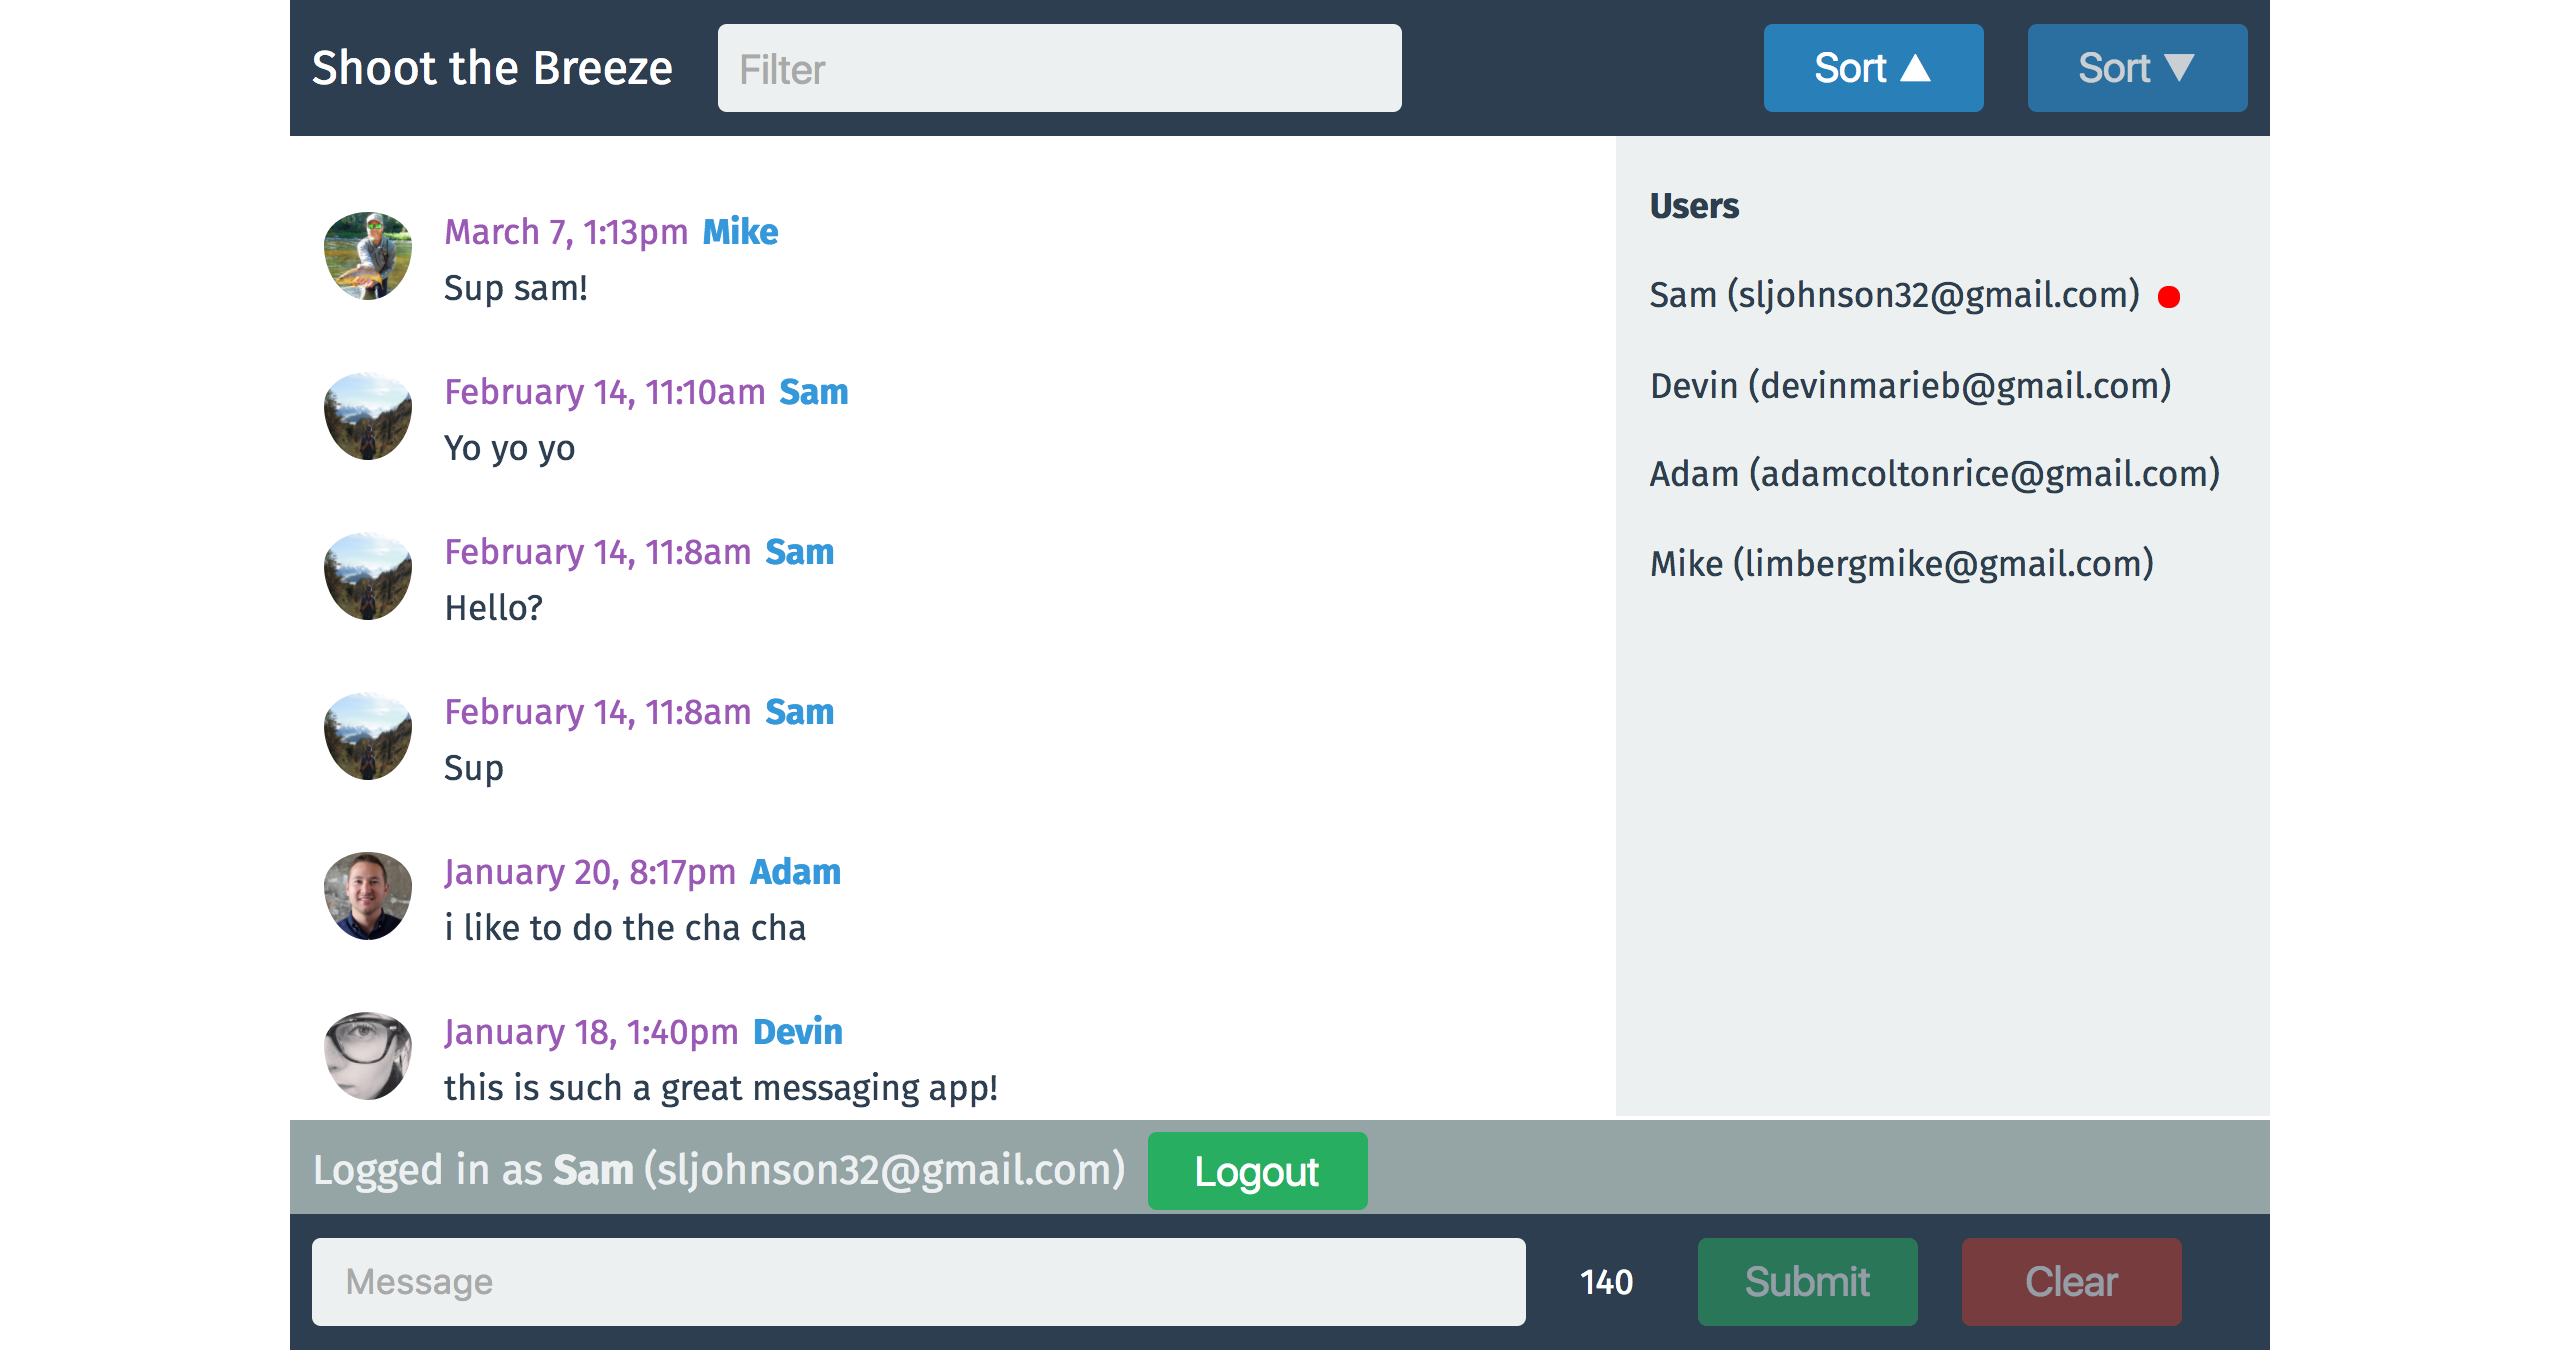 Shoot the Breeze Filter Sort ▲ Sort ▼
March 7, 1:13pm Mike
Sup sam!
February 14, 11:10am Sam
Yo yo yo
February 14, 11:8am Sam
Hello?
February 14, 11:8am Sam
Sup
January 20, 8:17pm Adam
i like to do the cha cha
January 18, 1:40pm Devin
this is such a great messaging app!
Users
Sam (sljohnson32@gmail.com)
Devin (devinmarieb@gmail.com)
Adam (adamcoltonrice@gmail.com)
Mike (limbergmike@gmail.com)
Logged in as Sam (sljohnson32@gmail.com) Logout
Message 140 Submit Clear